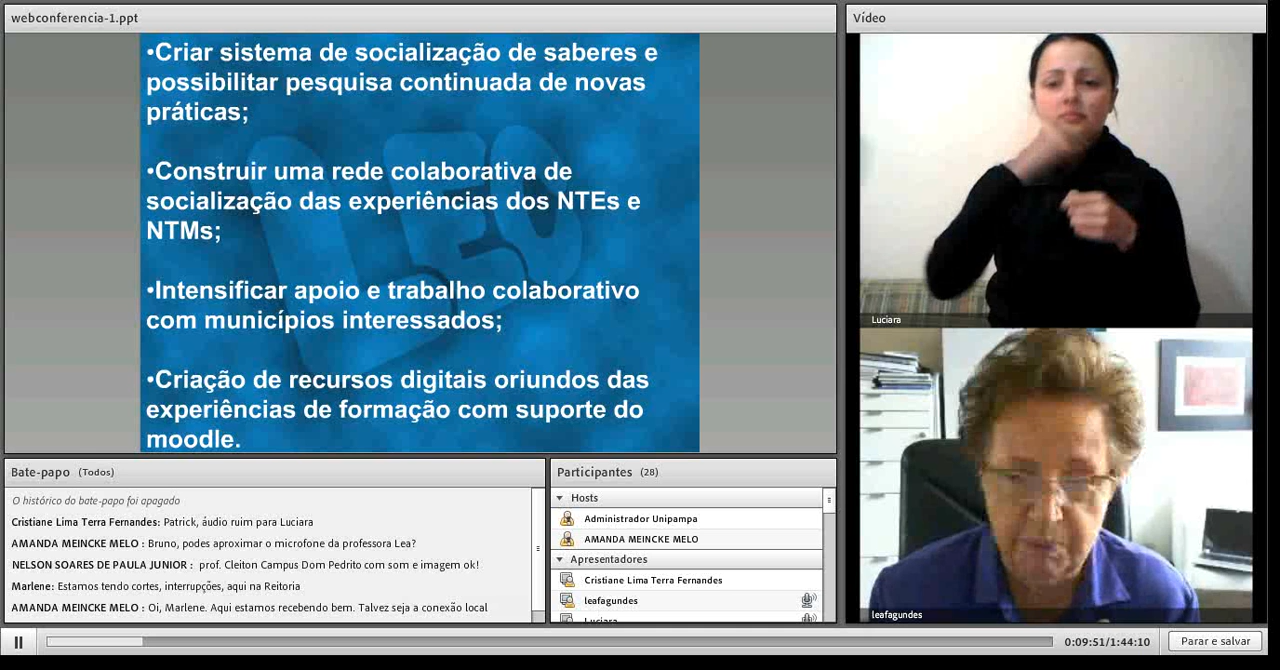 webconferencia-1.ppt
•Criar sistema de socialização de saberes e
possibilitar pesquisa continuada de novas
práticas;
•Construir uma rede colaborativa de
socialização das experiências dos NTEs e
NTMs;
•Intensificar apoio e trabalho colaborativo
com municípios interessados;
•Criação de recursos digitais oriundos das
experiências de formação com suporte do
moodle.
LEO
Bate-papo (Todos)
O histórico do bate-papo foi apagado
Cristiane Lima Terra Fernandes: Patrick, áudio ruim para Luciara
AMANDA MEINCKE MELO : Bruno, podes aproximar o microfone da professora Lea?
NELSON SOARES DE PAULA JUNIOR : prof. Cleiton Campus Dom Pedrito com som e imagem ok!
Marlene: Estamos tendo cortes, interrupções, aqui na Reitoria
AMANDA MEINCKE MELO : Oi, Marlene. Aqui estamos recebendo bem. Talvez seja a conexão local
Participantes (28)
Hosts
Administrador Unipampa
AMANDA MEINCKE MELO
Apresentadores
Cristiane Lima Terra Fernandes
leafagundes
Luciara
Vídeo
Luciara
leafagundes
0:09:51/1:44:10
Parar e salvar